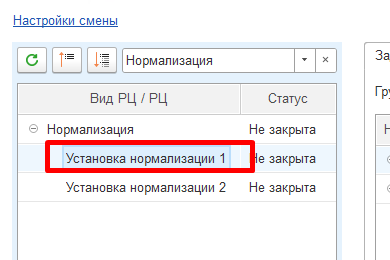 Настройки смены
Нормализация
Вид РЦ / РЦ Статус
Нормализация Не закрыта
Установка нормализации 1 Не закрыта
Установка нормализации 2 Не закрыта
За
Гру